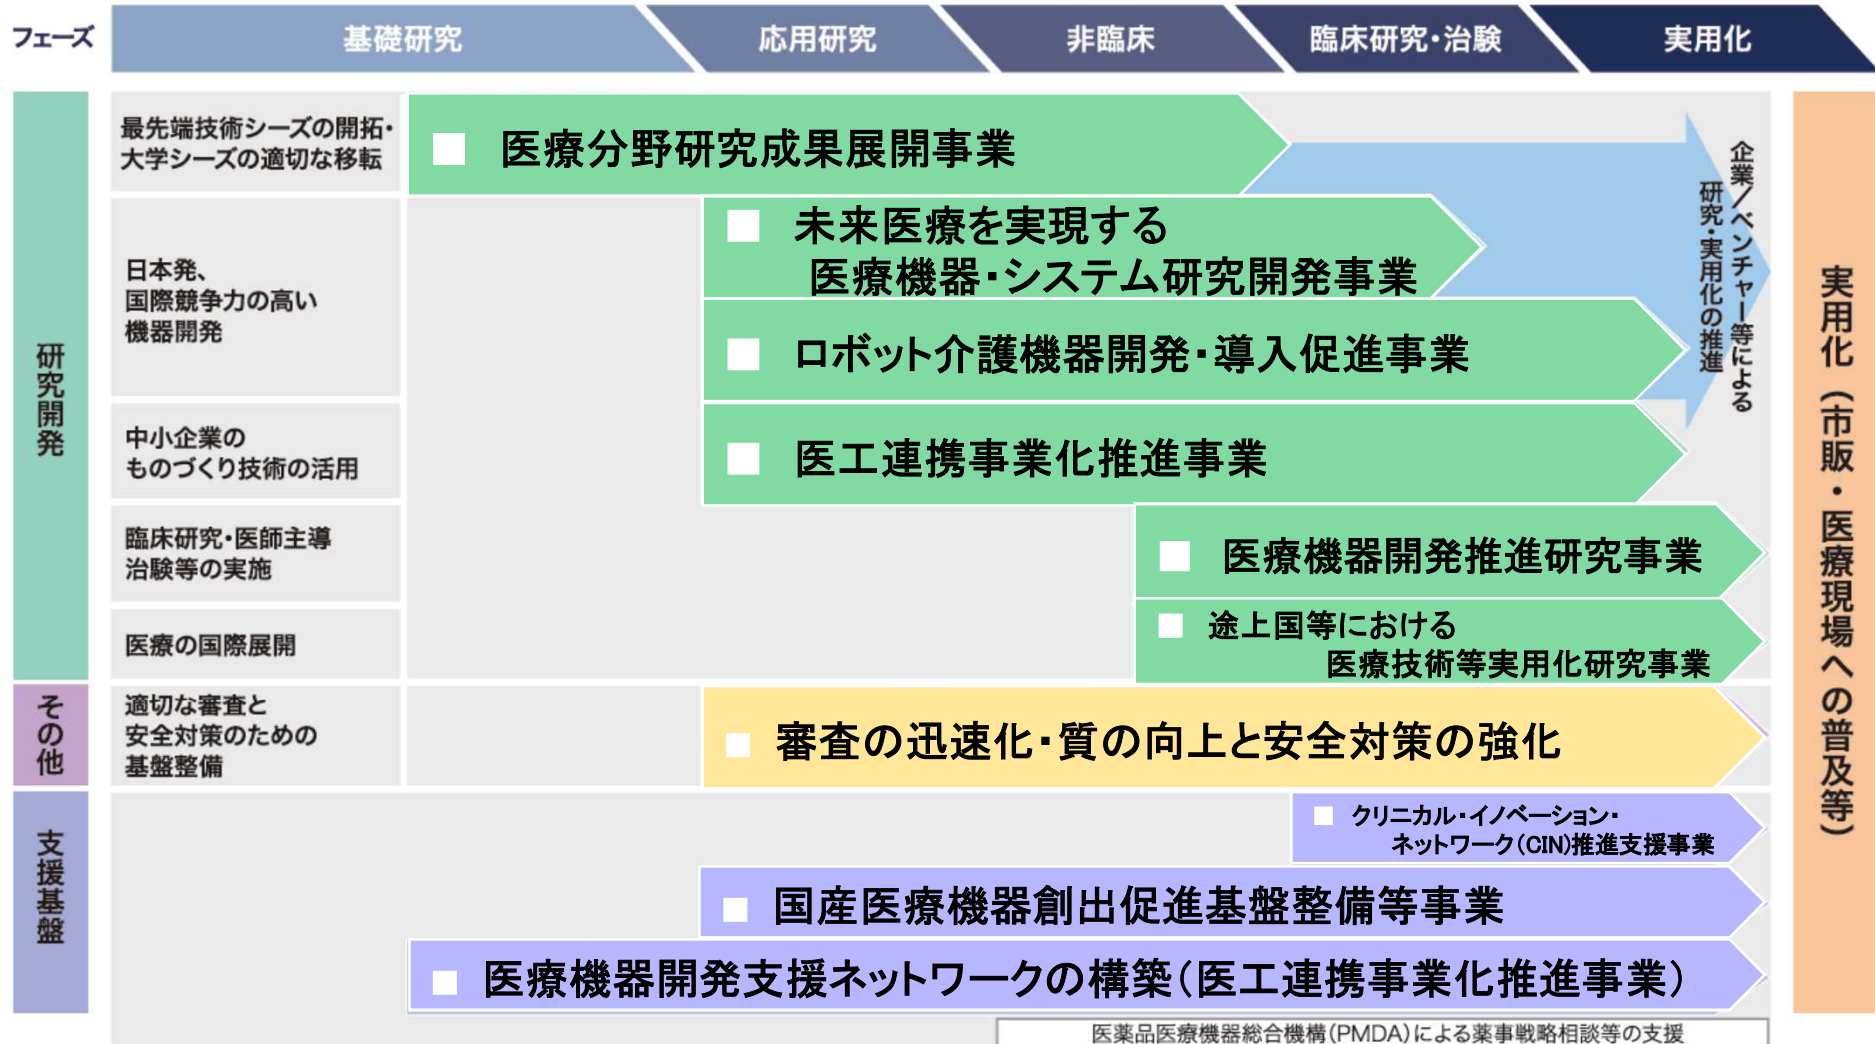 フェーズ
基礎研究
応用研究
非臨床
臨床研究・治験
実用化
研究開発
最先端技術シーズの開拓・
大学シーズの適切な移転
■ 医療分野研究成果展開事業
日本発、
国際競争力の高い
機器開発
■ 未来医療を実現する
医療機器・システム研究開発事業
■ ロボット介護機器開発・導入促進事業
中小企業の
ものづくり技術の活用
■ 医工連携事業化推進事業
臨床研究・医師主導
治験等の実施
■ 医療機器開発推進研究事業
医療の国際展開
■ 途上国等における
医療技術等実用化研究事業
企業/ベンチャー等による
研究・実用化の推進
その他
適切な審査と
安全対策のための
基盤整備
■ 審査の迅速化・質の向上と安全対策の強化
支援基盤
■ クリニカル・イノベーション・
ネットワーク(CIN)推進支援事業
■ 国産医療機器創出促進基盤整備等事業
■ 医療機器開発支援ネットワークの構築(医工連携事業化推進事業)
医薬品医療機器総合機構(PMDA)による薬事戦略相談等の支援
実用化(市販・医療現場への普及等)